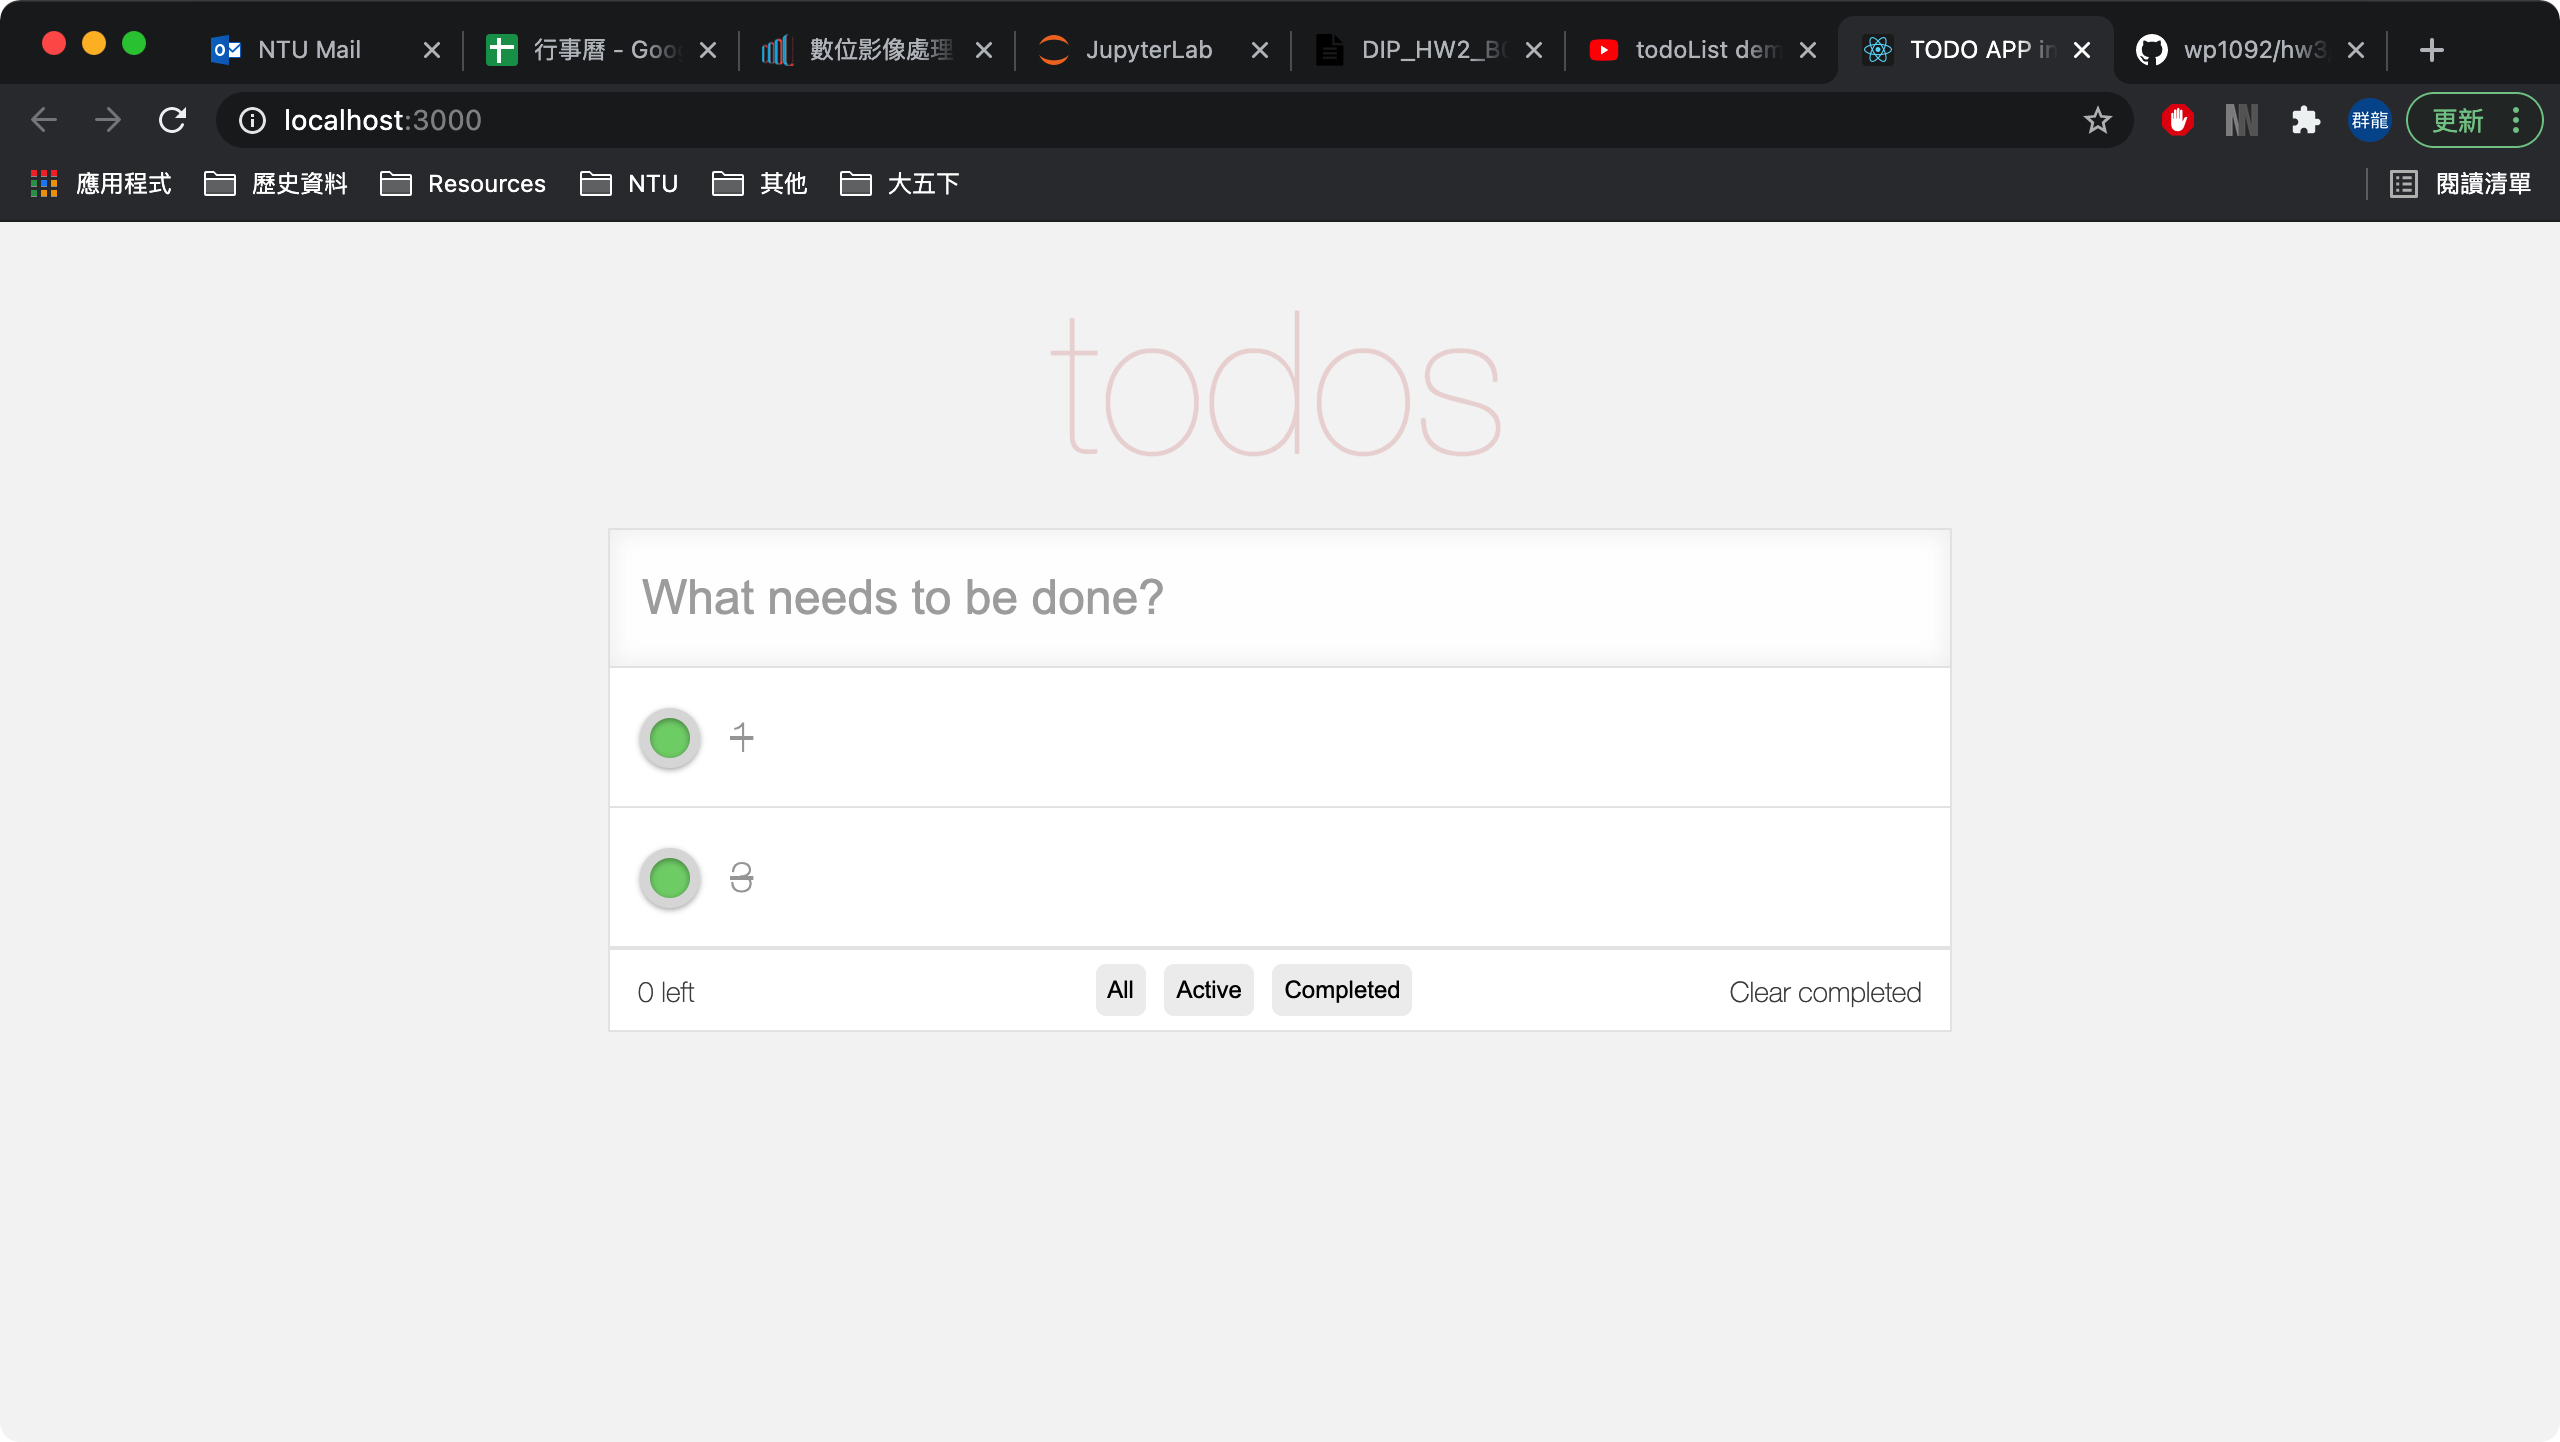 NTU Mail
行事曆 - Goo
數位影像處理
JupyterLab
DIP_HW2_B0
todoList dem
TODO APP in
wp1092/hw3
localhost:3000
群龍
更新
應用程式
歷史資料
Resources
NTU
其他
大五下
閱讀清單
todos
What needs to be done?
1
3
0 left
All
Active
Completed
Clear completed